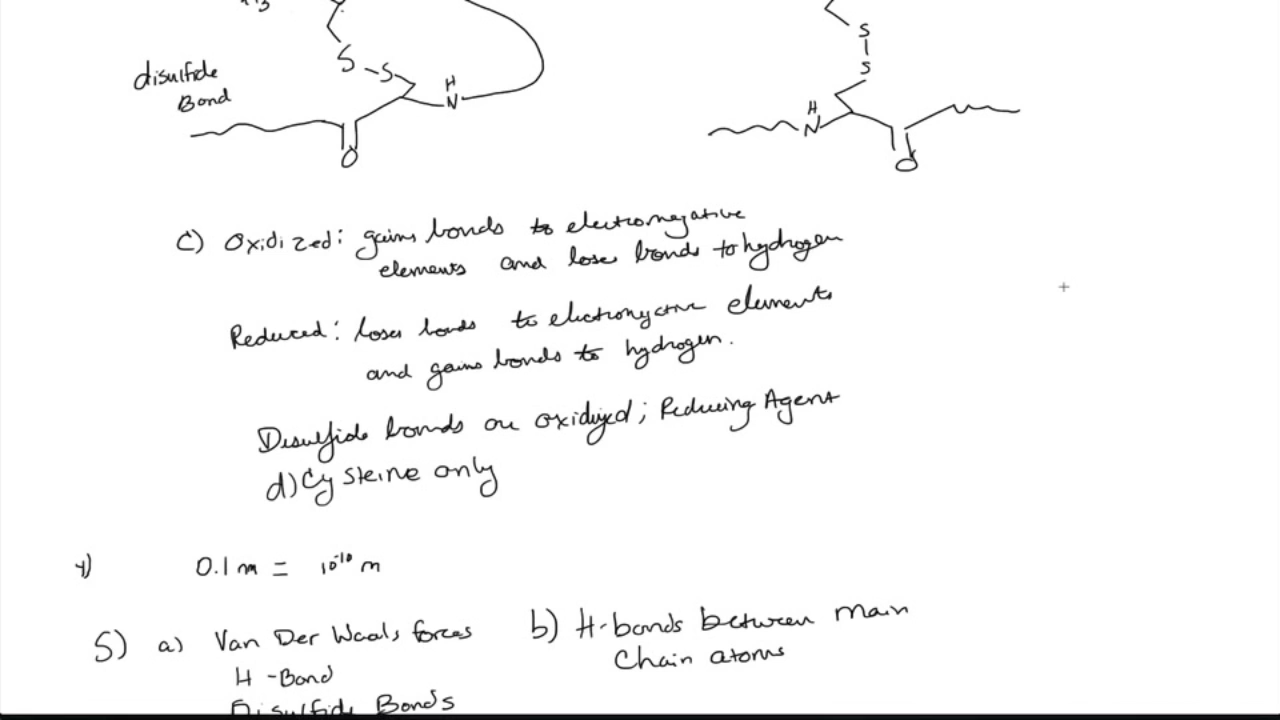 S
S
S-S
disulfide
Bond
H
N
O
H
N
O
c) Oxidized: gains bonds to electronegative
elements and loses bonds to hydrogen
Reduced: loses bonds to electronegative elements
and gains bonds to hydrogen.
Disulfide bonds are oxidized; Reducing Agent
d) Cysteine only
4) 0.1 m = 10⁻¹⁰ m
5) a) Van Der Waals forces
H-Bond
Disulfide Bonds
b) H-bonds between main
chain atoms